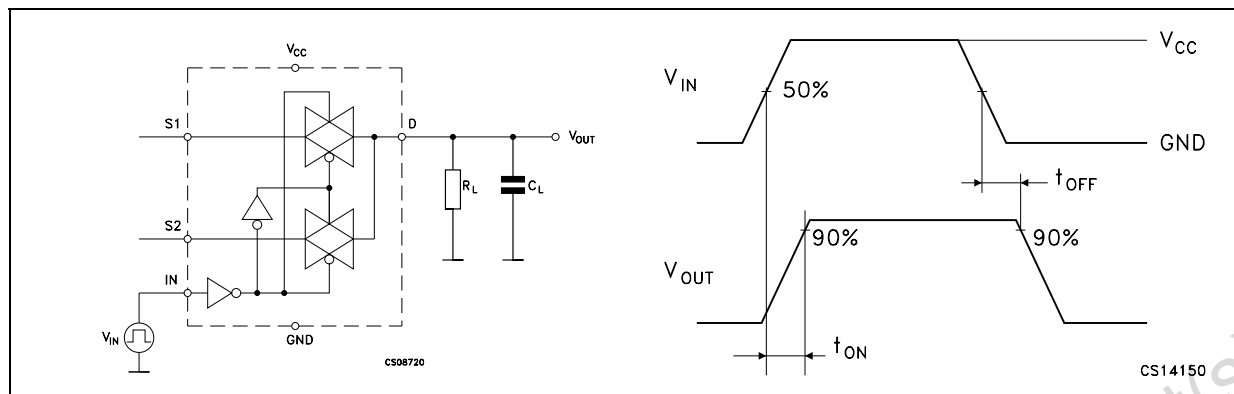 VCC
S1
D
VOUT
RL
CL
S2
IN
VIN
GND
CS08720
VCC
VIN
50%
GND
tOFF
90%
90%
VOUT
tON
CS14150